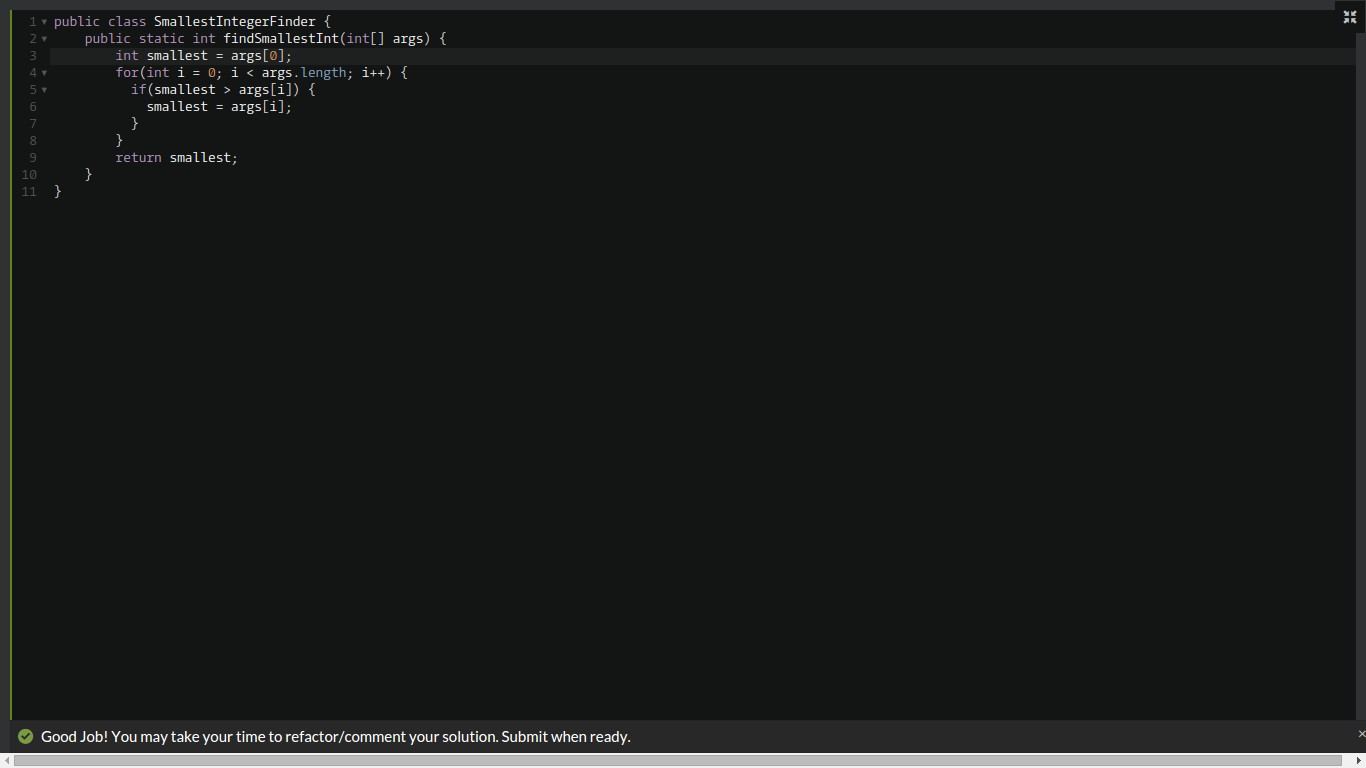 1 public class SmallestIntegerFinder {
2     public static int findSmallestInt(int[] args) {
3         int smallest = args[0];
4         for(int i = 0; i < args.length; i++) {
5           if(smallest > args[i]) {
6             smallest = args[i];
7           }
8         }
9         return smallest;
10     }
11 }
Good Job! You may take your time to refactor/comment your solution. Submit when ready.